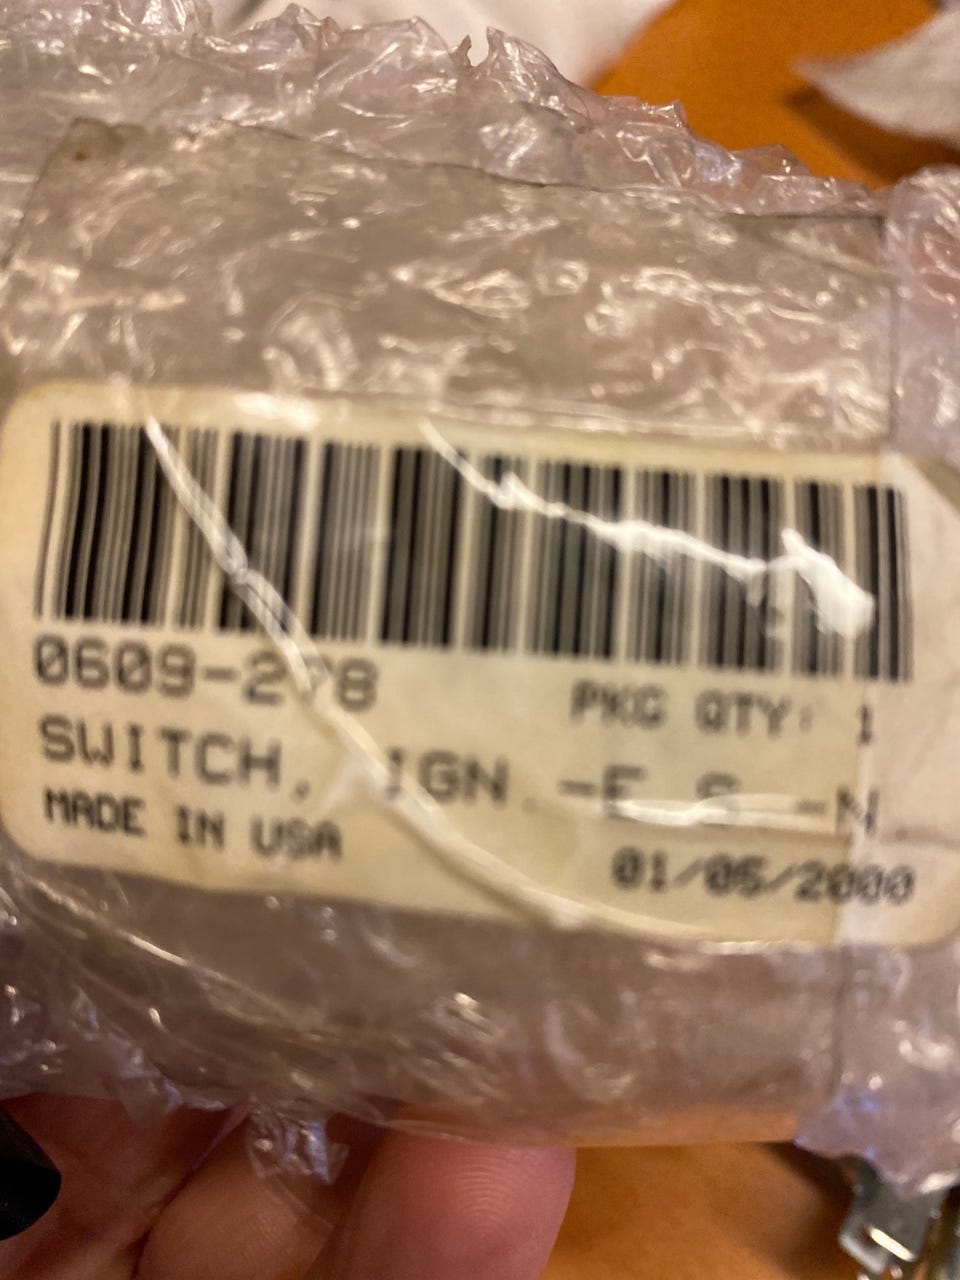 0609-278
PKG QTY: 1
SWITCH, IGN.-E.S.-N.
MADE IN USA
01/05/2000